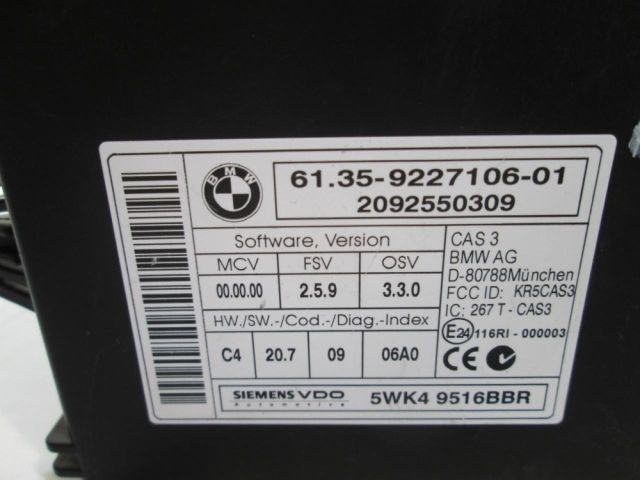 BMW
61.35-9227106-01
2092550309
Software, Version
MCV FSV OSV
00.00.00 2.5.9 3.3.0
HW./SW.-/Cod.-/Diag.-Index
C4 20.7 09 06A0
CAS 3
BMW AG
D-80788München
FCC ID: KR5CAS3
IC: 267 T - CAS3
E24 116RI - 000003
CE
SIEMENS VDO
Automotive
5WK4 9516BBR